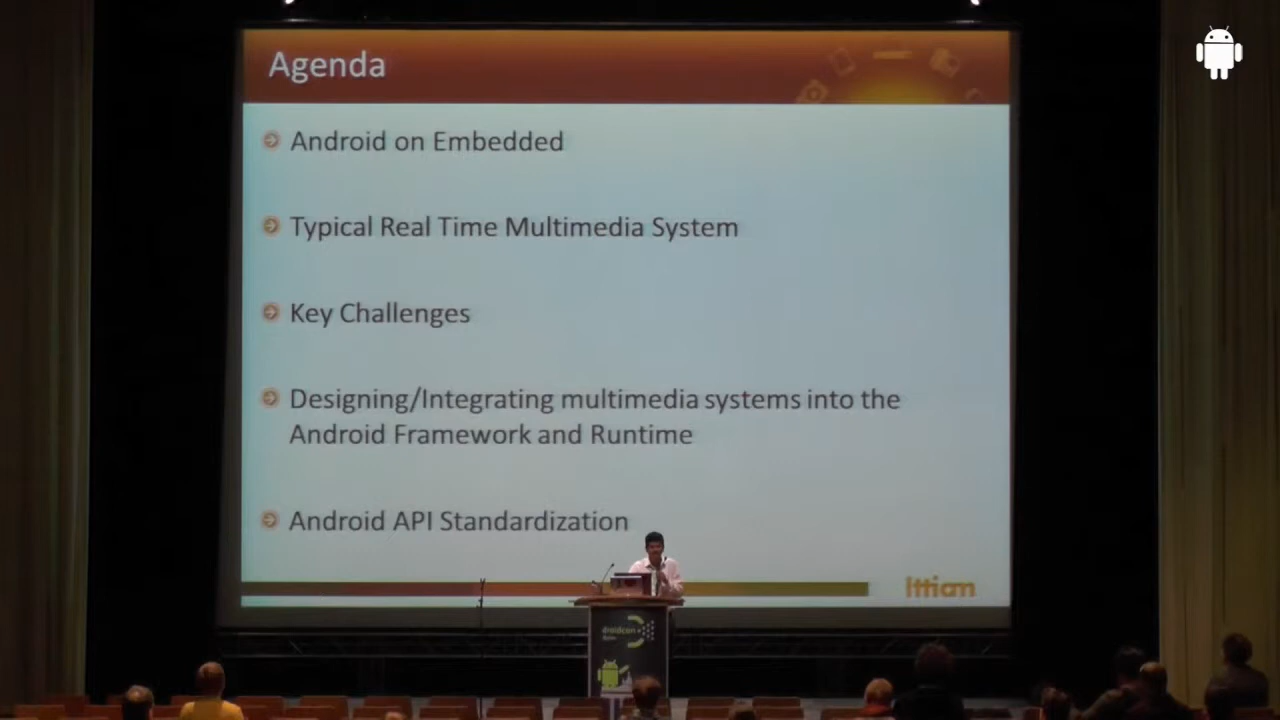 Agenda
Android on Embedded
Typical Real Time Multimedia System
Key Challenges
Designing/Integrating multimedia systems into the
Android Framework and Runtime
Android API Standardization
Ittiam
droidcon